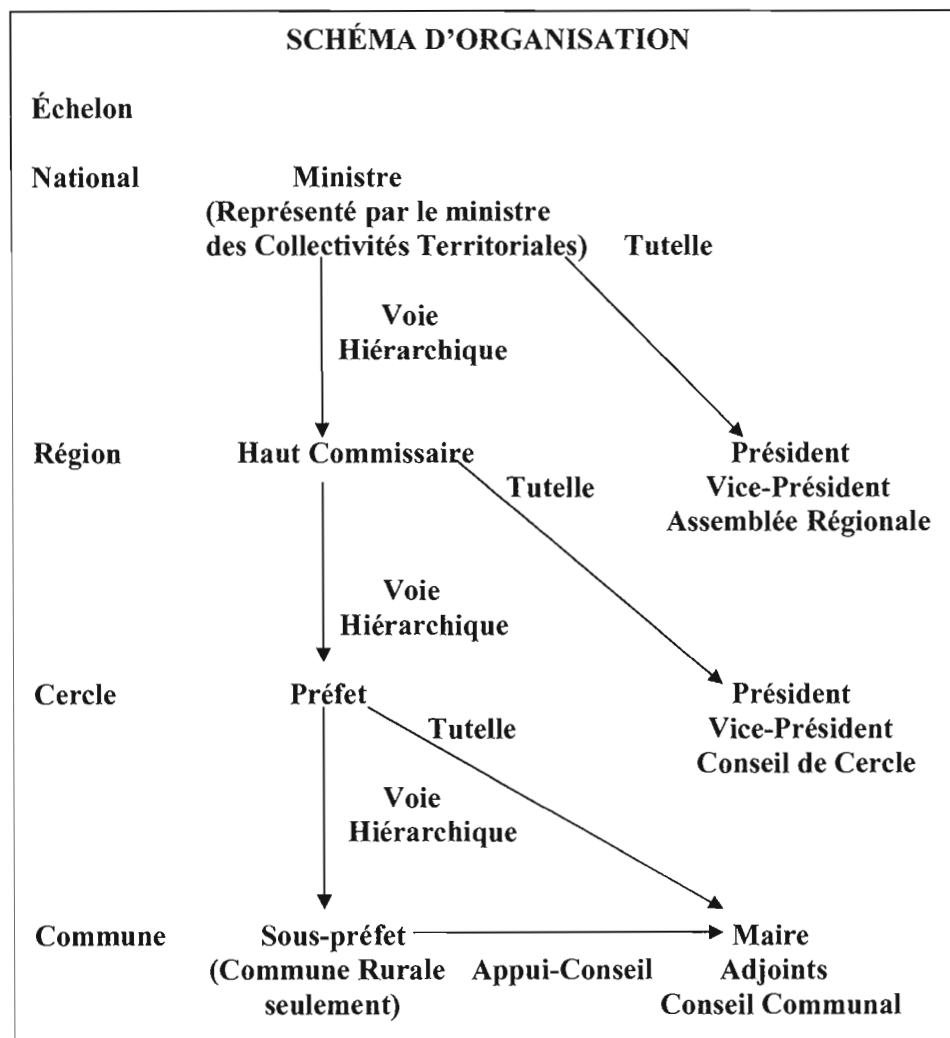 SCHÉMA D'ORGANISATION
Échelon
National Ministre
(Représenté par le ministre
des Collectivités Territoriales) Tutelle
Voie
Hiérarchique
Région Haut Commissaire Président
Tutelle Vice-Président
Assemblée Régionale
Voie
Hiérarchique
Cercle Préfet Président
Tutelle Vice-Président
Conseil de Cercle
Voie
Hiérarchique
Commune Sous-préfet Maire
(Commune Rurale Appui-Conseil Adjoints
seulement) Conseil Communal